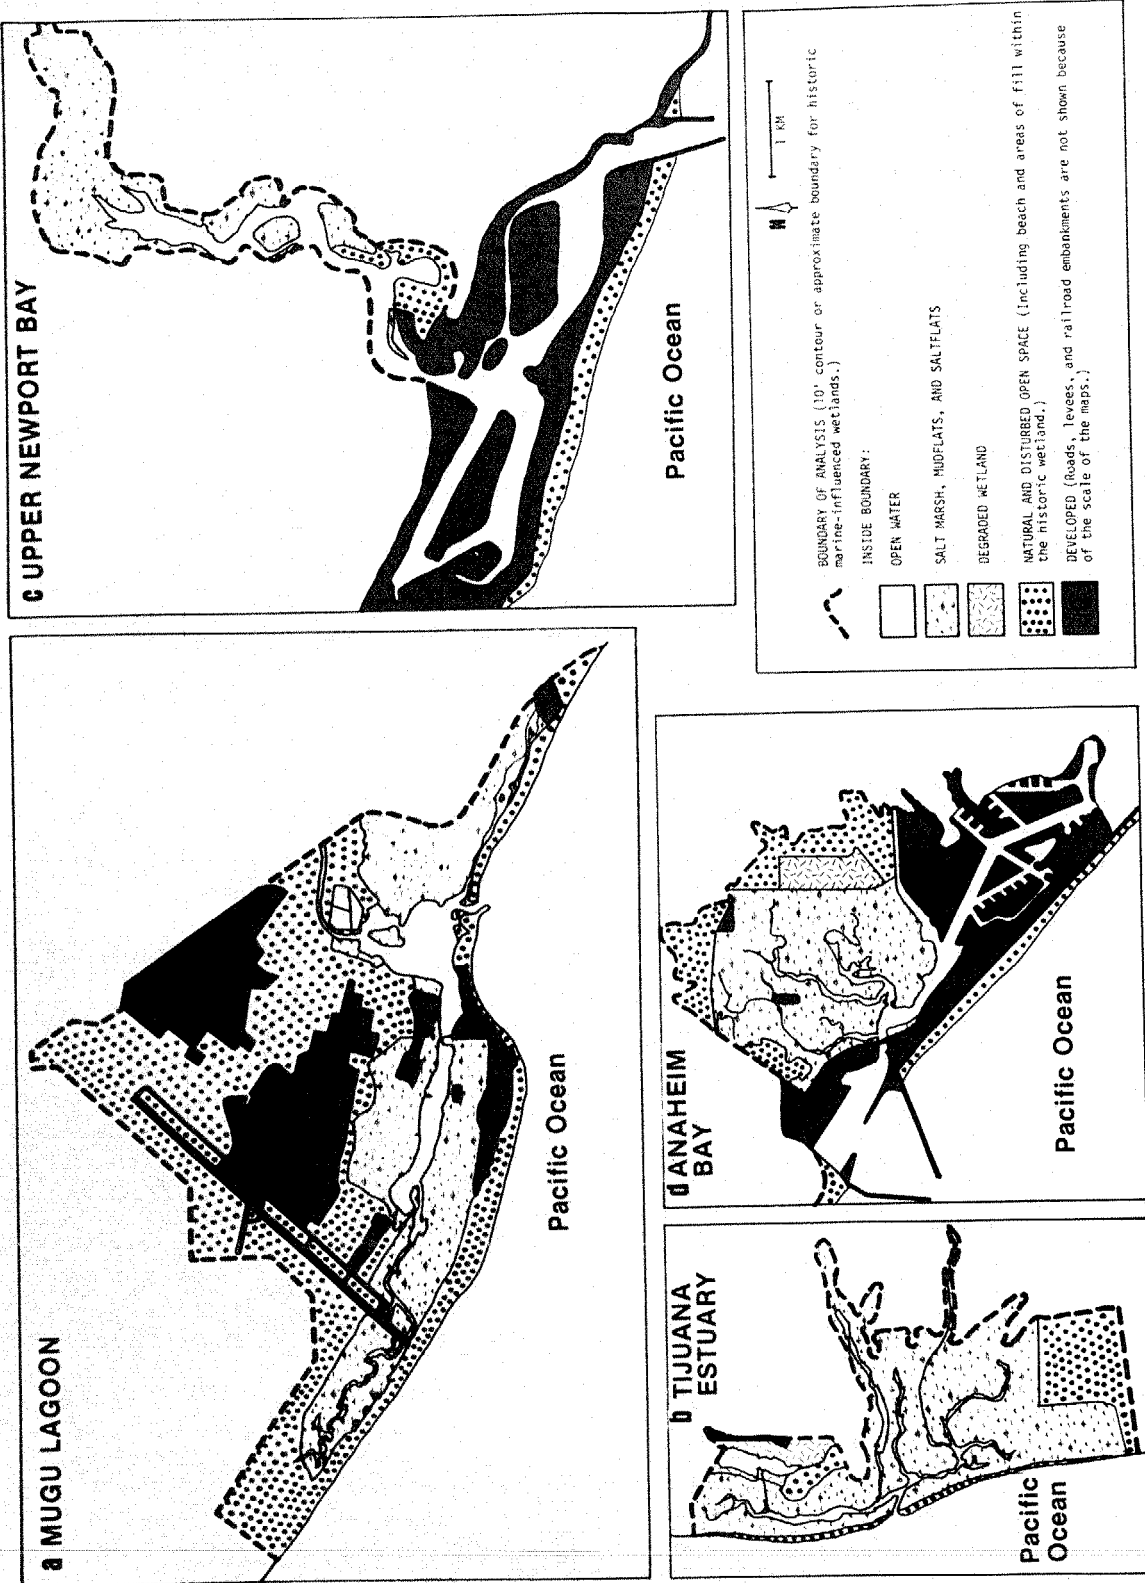 a MUGU LAGOON
Pacific Ocean
b TIJUANA
ESTUARY
Pacific
Ocean
c UPPER NEWPORT BAY
Pacific Ocean
d ANAHEIM
BAY
Pacific Ocean
N
1 KM
BOUNDARY OF ANALYSIS (10' contour or approximate boundary for historic
marine-influenced wetlands.)
INSIDE BOUNDARY:
OPEN WATER
SALT MARSH, MUDFLATS, AND SALTFLATS
DEGRADED WETLAND
NATURAL AND DISTURBED OPEN SPACE (Including beach and areas of fill within
the historic wetland.)
DEVELOPED (Roads, levees, and railroad embankments are not shown because
of the scale of the maps.)